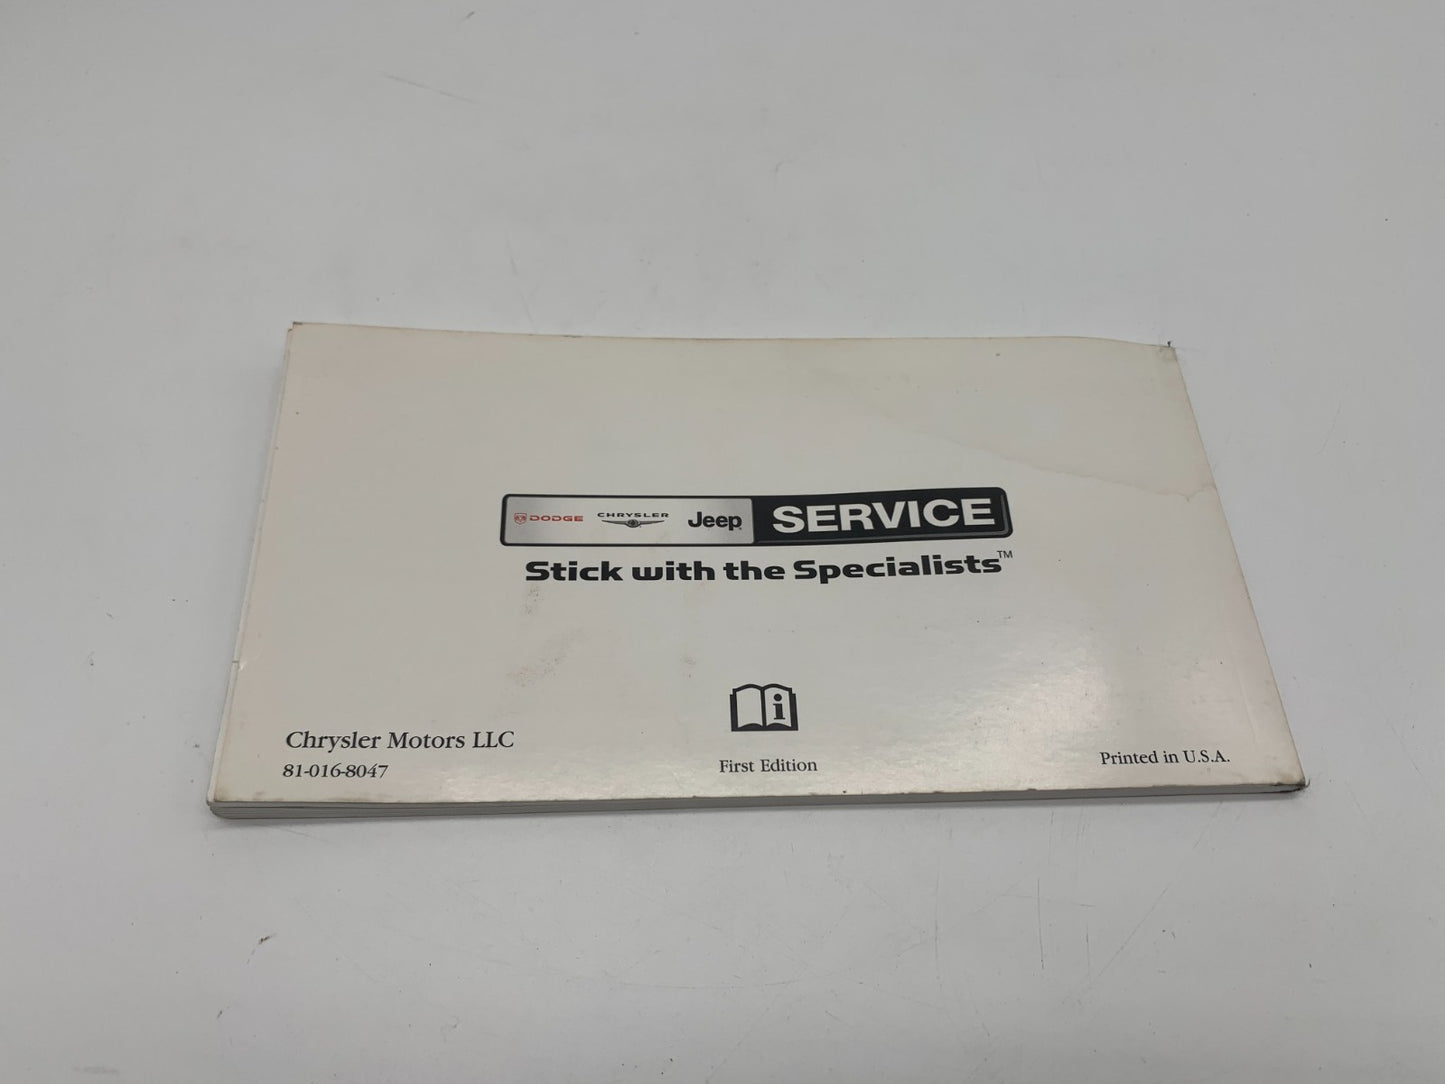 DODGE CHRYSLER Jeep SERVICE
Stick with the Specialists™
i
Chrysler Motors LLC
81-016-8047
First Edition
Printed in U.S.A.